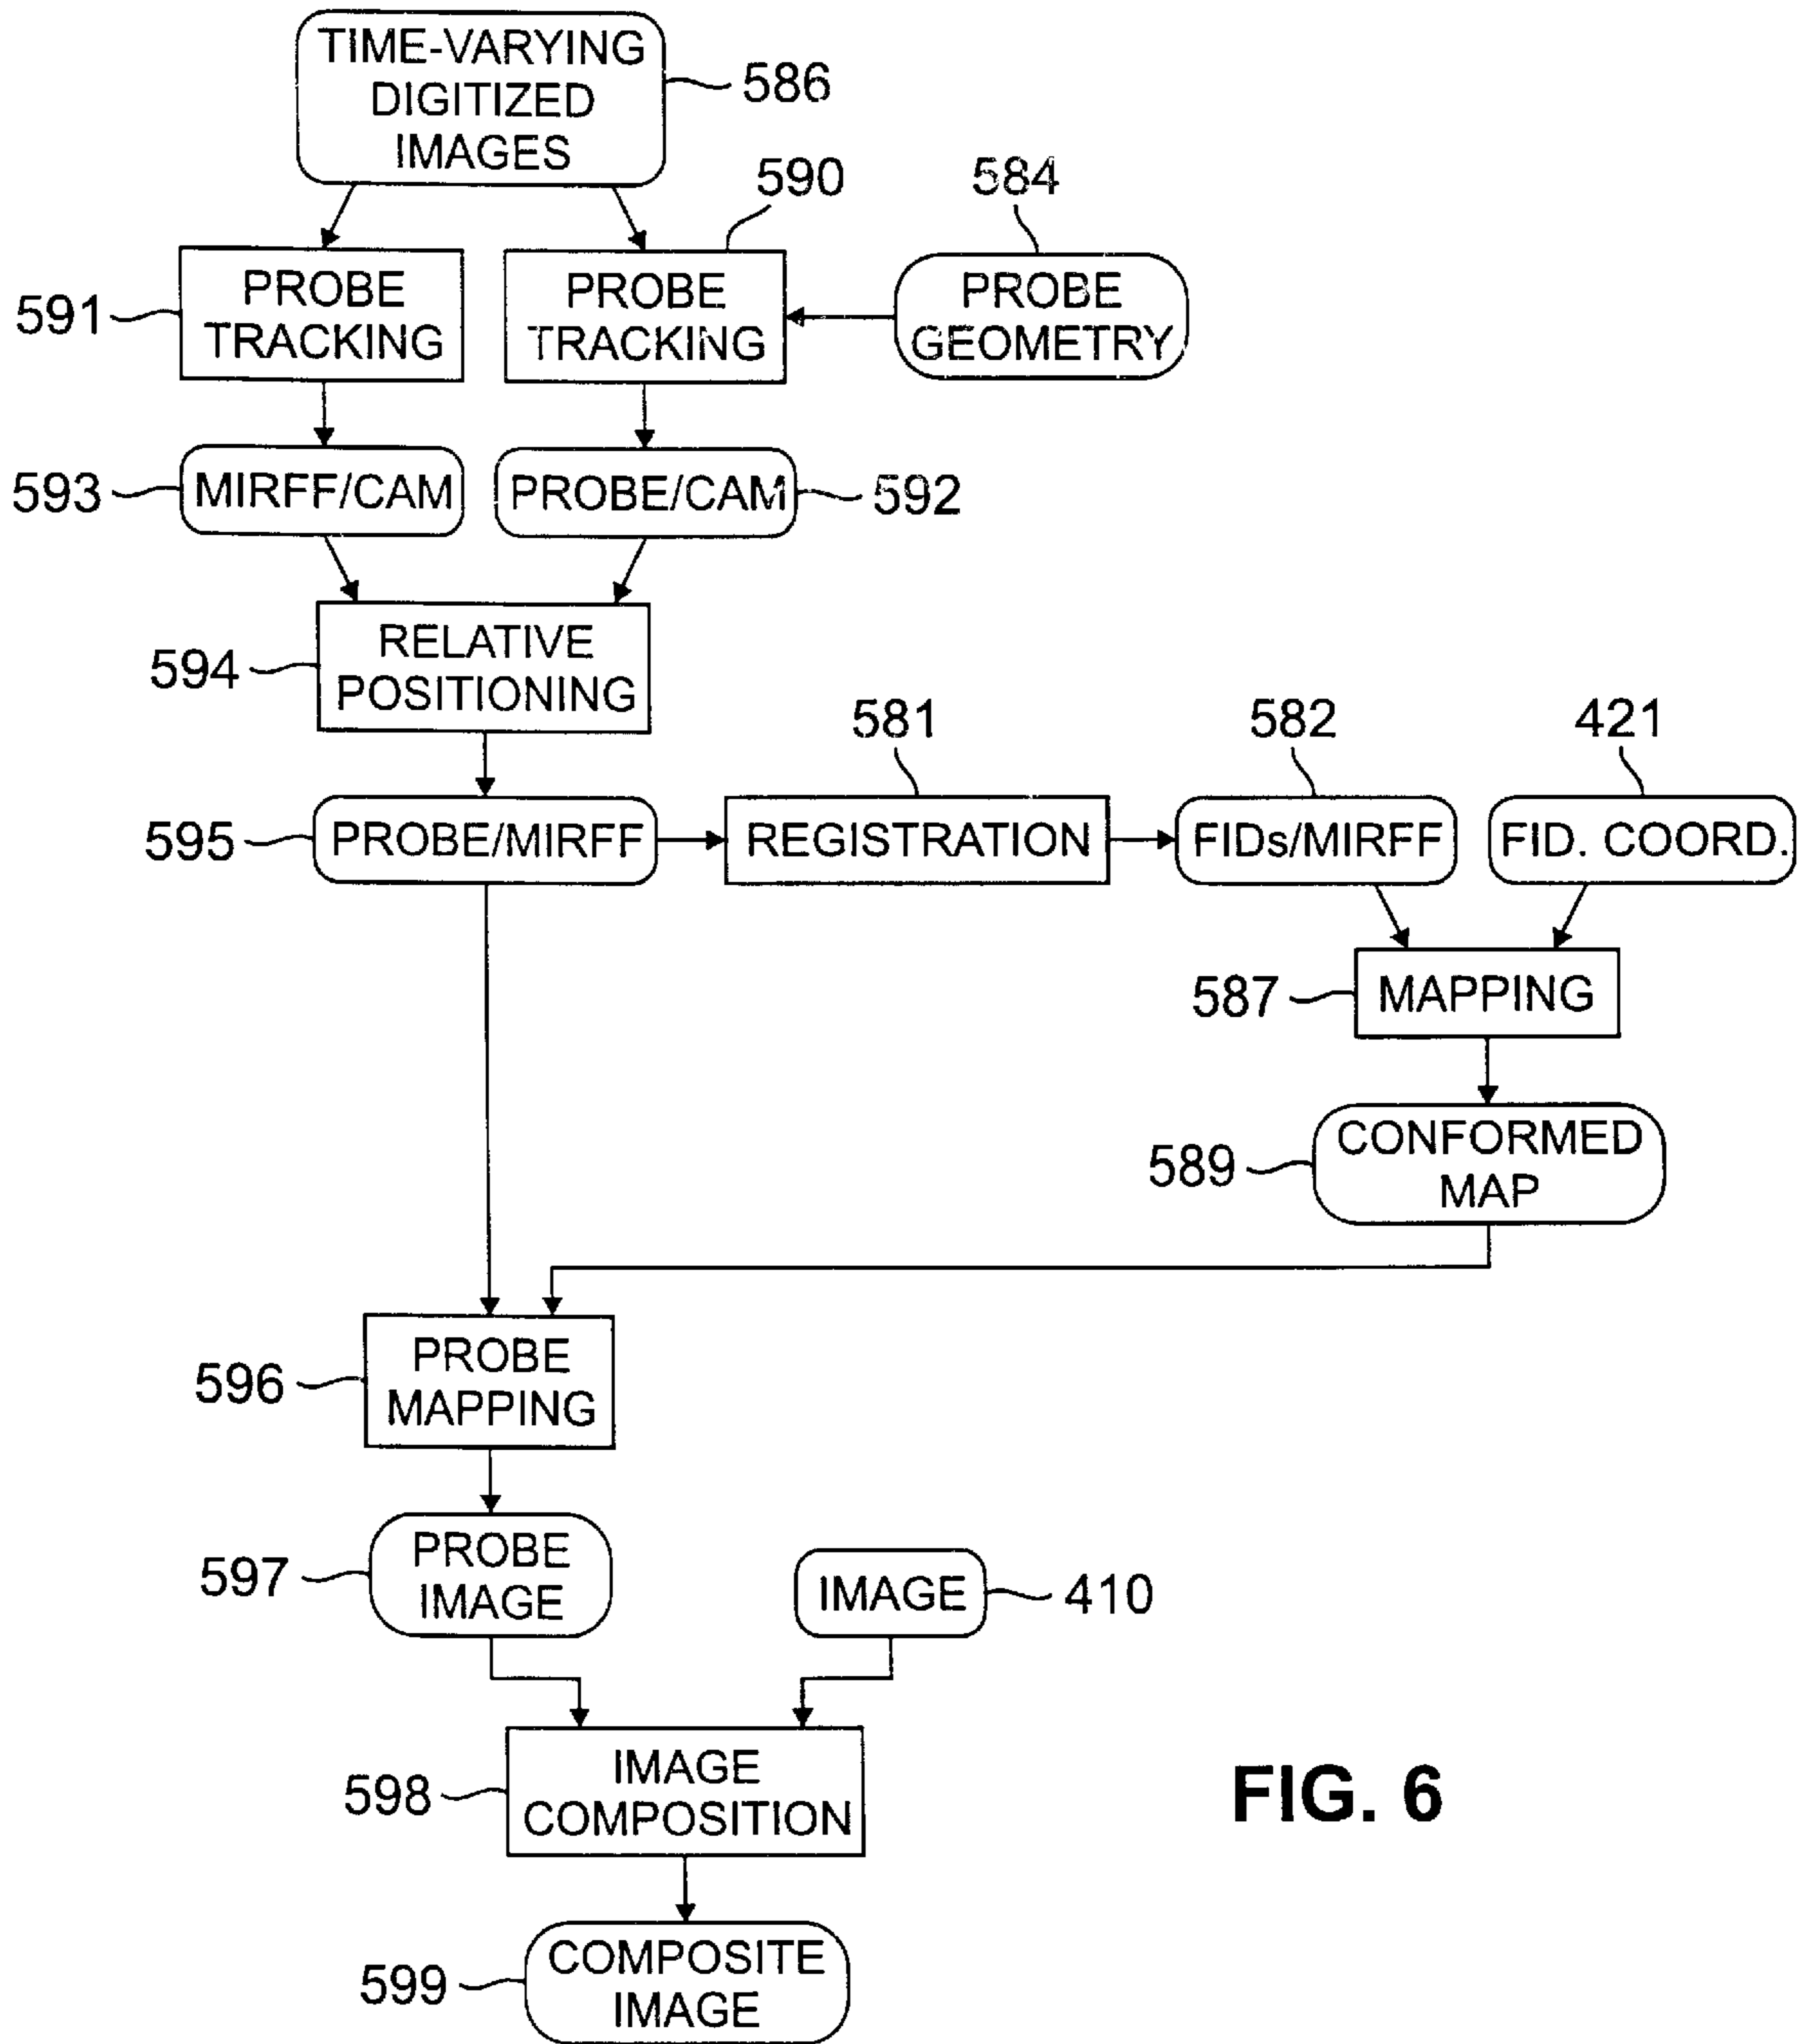 TIME-VARYING
DIGITIZED
IMAGES
586
590
584
591
PROBE
TRACKING
PROBE
TRACKING
PROBE
GEOMETRY
593
MIRFF/CAM
PROBE/CAM
592
594
RELATIVE
POSITIONING
581
582
421
595
PROBE/MIRFF
REGISTRATION
FIDs/MIRFF
FID. COORD.
587
MAPPING
589
CONFORMED
MAP
596
PROBE
MAPPING
597
PROBE
IMAGE
IMAGE
410
598
IMAGE
COMPOSITION
FIG. 6
599
COMPOSITE
IMAGE